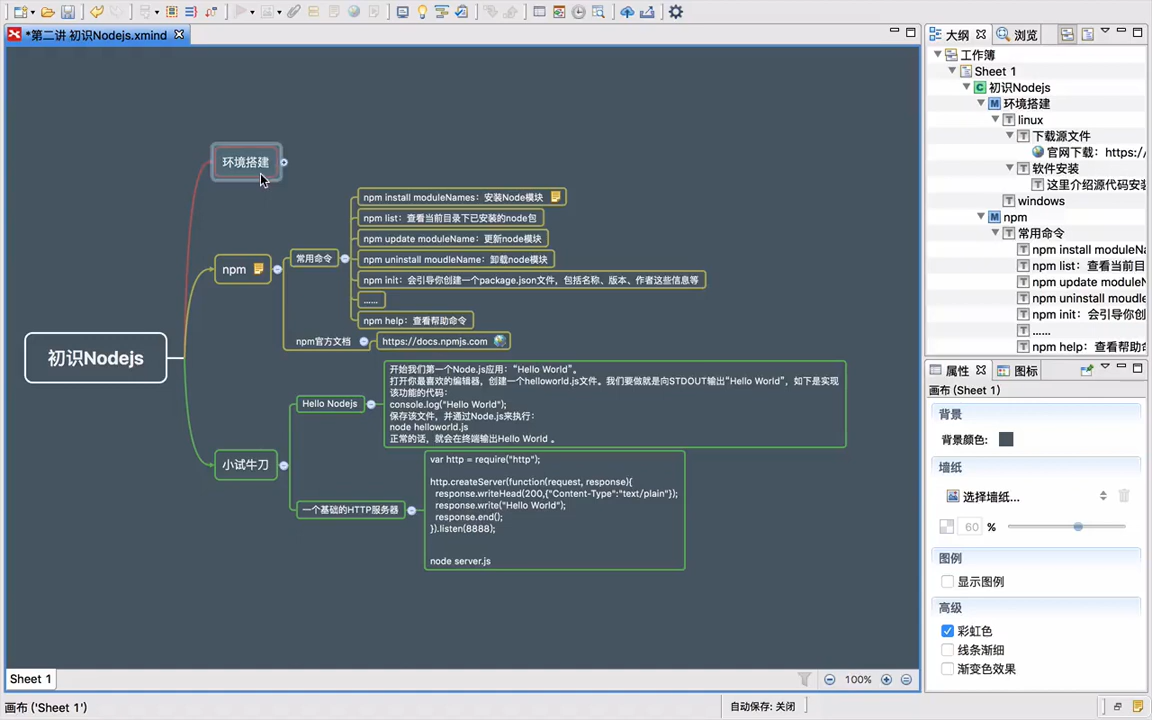 *第二讲 初识Nodejs.xmind
环境搭建
npm install moduleNames：安装Node模块
npm list：查看当前目录下已安装的node包
npm update moduleName：更新node模块
npm uninstall moudleName：卸载node模块
npm init：会引导你创建一个package.json文件，包括名称、版本、作者这些信息等
......
npm help：查看帮助命令
常用命令
npm
npm官方文档
https://docs.npmjs.com
初识Nodejs
开始我们第一个Node.js应用：“Hello World”。
打开你最喜欢的编辑器，创建一个helloworld.js文件。我们要做就是向STDOUT输出“Hello World”，如下是实现
该功能的代码：
console.log("Hello World");
保存该文件，并通过Node.js来执行：
node helloworld.js
正常的话，就会在终端输出Hello World 。
Hello Nodejs
小试牛刀
一个基础的HTTP服务器
var http = require("http");
http.createServer(function(request, response){
response.writeHead(200,{"Content-Type":"text/plain"});
response.write("Hello World");
response.end();
}).listen(8888);
node server.js
Sheet 1
100%
画布 ('Sheet 1')
自动保存: 关闭
大纲
浏览
工作簿
Sheet 1
初识Nodejs
环境搭建
linux
下载源文件
官网下载：https:/
软件安装
这里介绍源代码安装
windows
npm
常用命令
npm install moduleNa
npm list：查看当前目
npm update moduleN
npm uninstall moudle
npm init：会引导你创
......
npm help：查看帮助命
属性
图标
画布 (Sheet 1)
背景
背景颜色:
墙纸
选择墙纸...
60 %
图例
显示图例
高级
彩虹色
线条渐细
渐变色效果